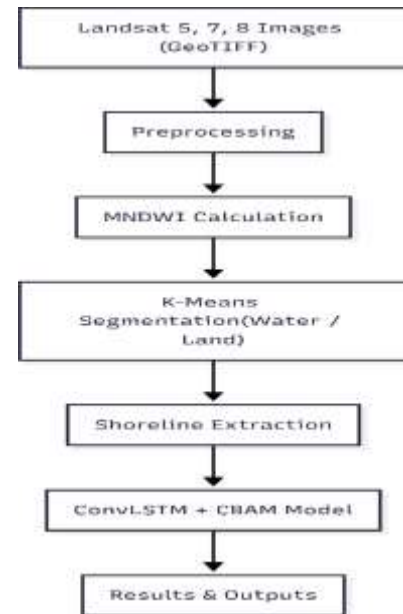 Landsat 5, 7, 8 Images
(GeoTIFF)
Preprocessing
MNDWI Calculation
K-Means
Segmentation(Water /
Land)
Shoreline Extraction
ConvLSTM + CBAM Model
Results & Outputs